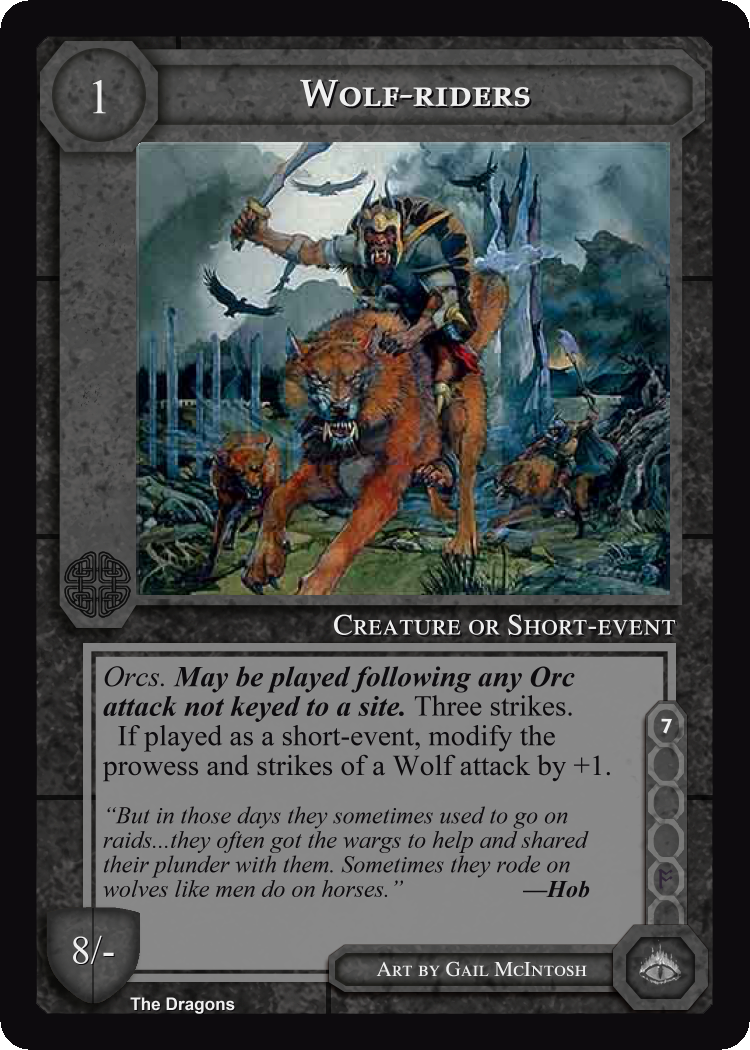 1
Wolf-riders
Creature or Short-event
Orcs. May be played following any Orc
attack not keyed to a site. Three strikes.
If played as a short-event, modify the
prowess and strikes of a Wolf attack by +1.
“But in those days they sometimes used to go on
raids...they often got the wargs to help and shared
their plunder with them. Sometimes they rode on
wolves like men do on horses.” —Hob
7
8/-
Art by Gail McIntosh
The Dragons